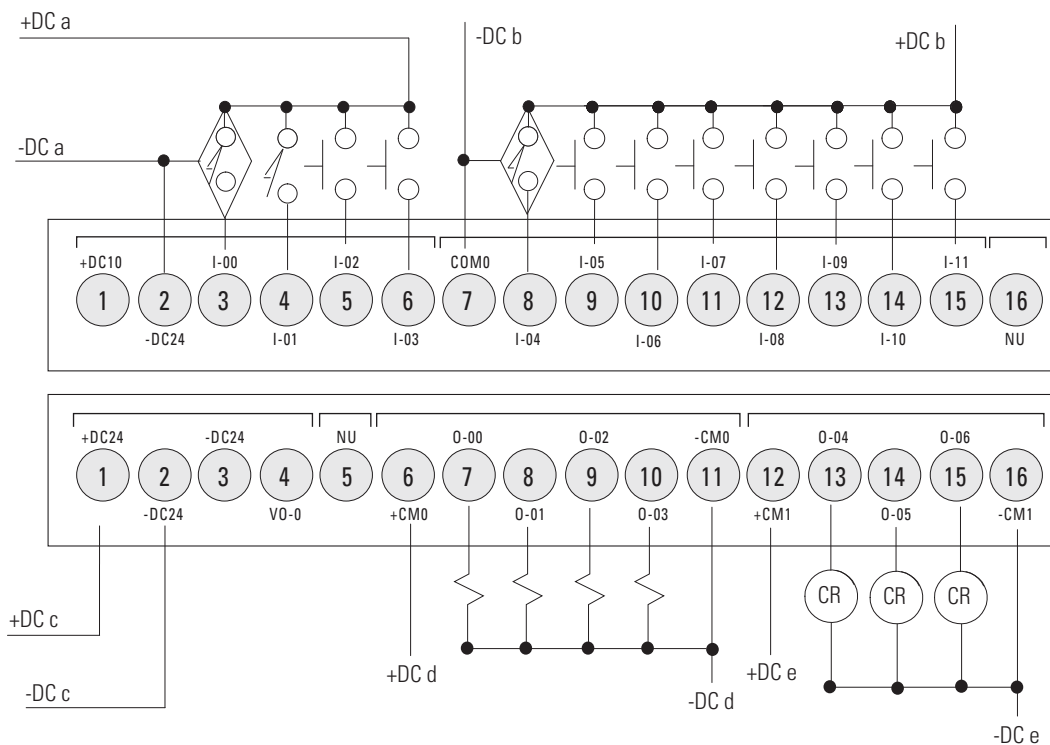 +DC a
-DC b
+DC b
-DC a
+DC10 I-00 I-02 COM0 I-05 I-07 I-09 I-11
1 2 3 4 5 6 7 8 9 10 11 12 13 14 15 16
-DC24 I-01 I-03 I-04 I-06 I-08 I-10 NU
+DC24 -DC24 NU O-00 O-02 -CM0 O-04 O-06
1 2 3 4 5 6 7 8 9 10 11 12 13 14 15 16
-DC24 VO-0 +CM0 O-01 O-03 +CM1 O-05 -CM1
CR CR CR
+DC c
+DC d
+DC e
-DC c
-DC d
-DC e